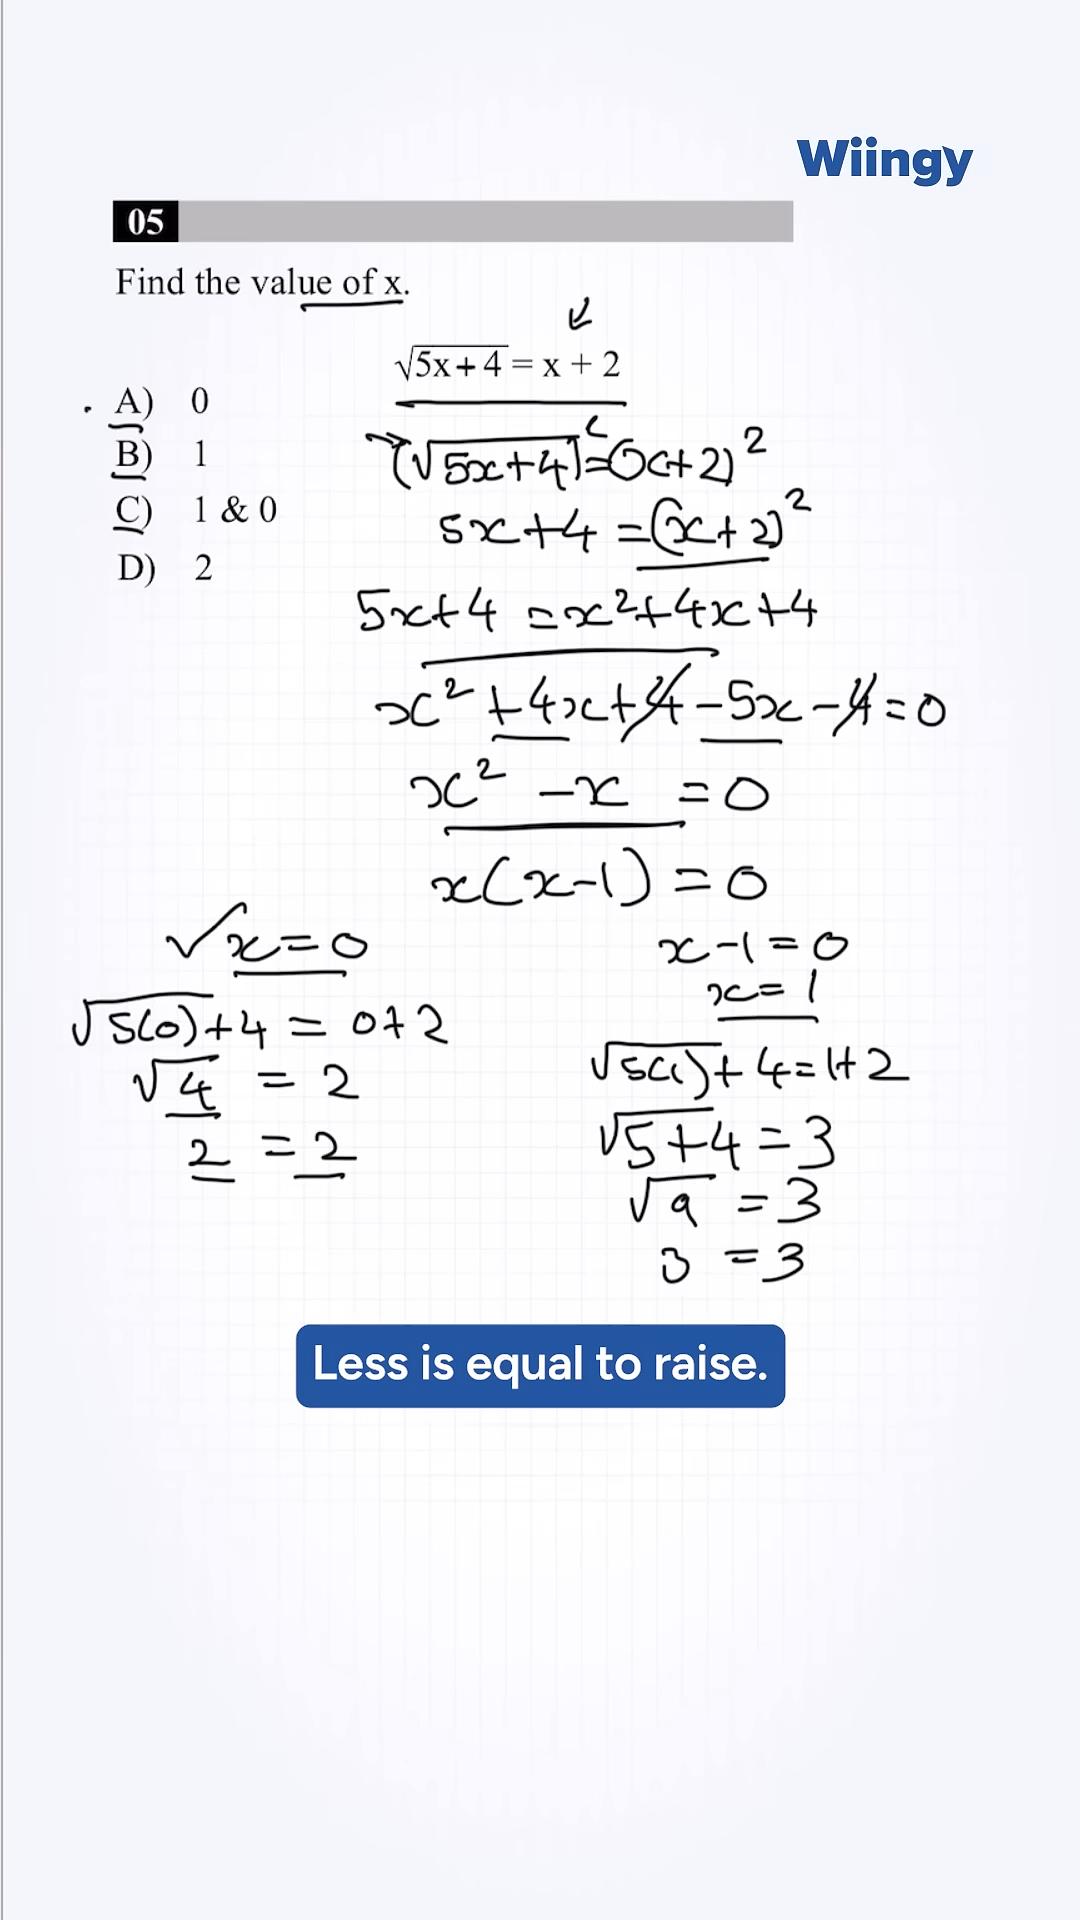 Wiingy
05
Find the value of x.
√5x+4 = x + 2
A) 0
B) 1
C) 1 & 0
D) 2
(√5x+4)² = (x+2)²
5x+4 = (x+2)²
5x+4 = x²+4x+4
x²+4x+4-5x-4=0
x² -x = 0
x(x-1) = 0
✓x=0
√5(0)+4 = 0+2
√4 = 2
2 = 2
x-1=0
x=1
√5(1)+4=1+2
√5+4=3
√9 = 3
3 = 3
Less is equal to raise.